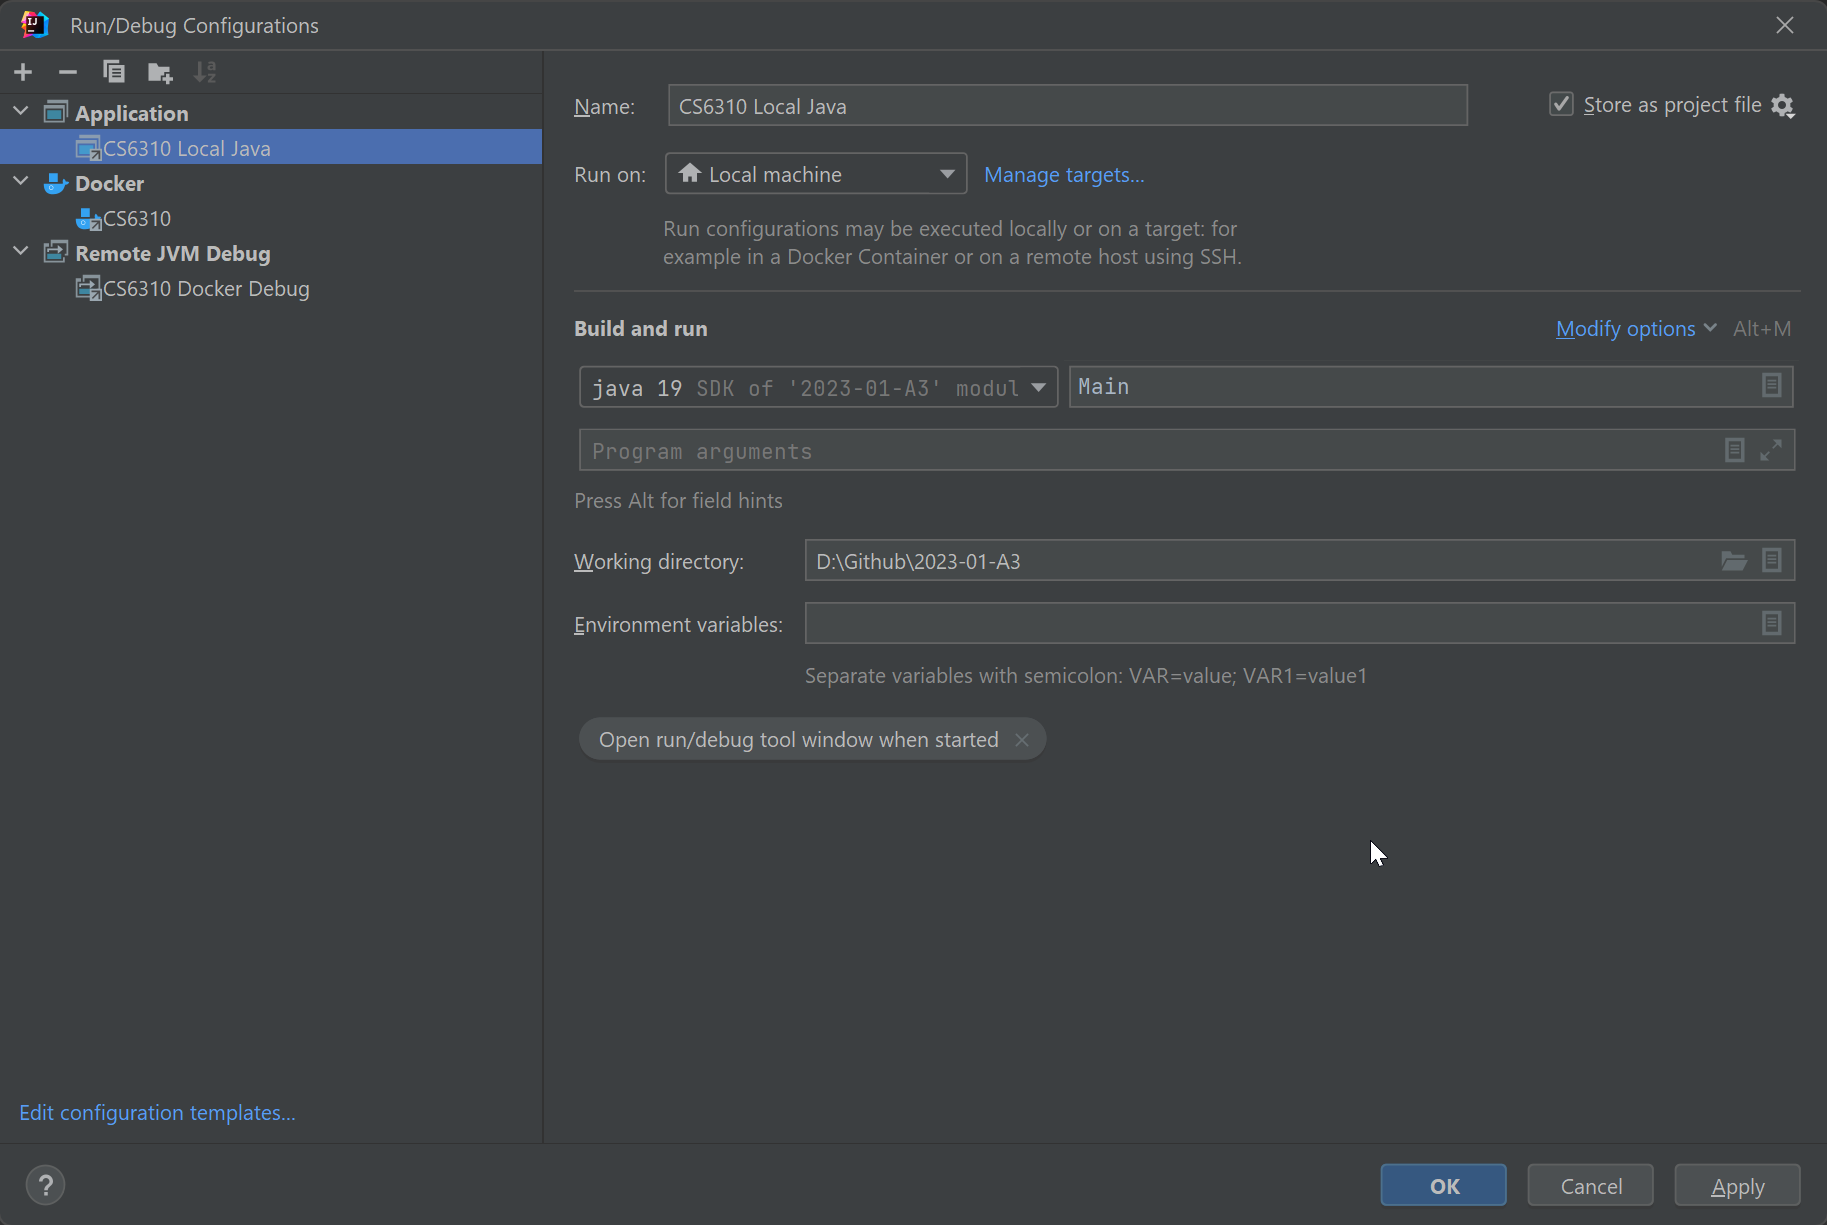 Run/Debug Configurations
Application
CS6310 Local Java
Docker
CS6310
Remote JVM Debug
CS6310 Docker Debug
Edit configuration templates...
Name: CS6310 Local Java Store as project file
Run on: Local machine Manage targets...
Run configurations may be executed locally or on a target: for
example in a Docker Container or on a remote host using SSH.
Build and run Modify options Alt+M
java 19 SDK of '2023-01-A3' modul Main
Program arguments
Press Alt for field hints
Working directory: D:\Github\2023-01-A3
Environment variables:
Separate variables with semicolon: VAR=value; VAR1=value1
Open run/debug tool window when started
? OK Cancel Apply